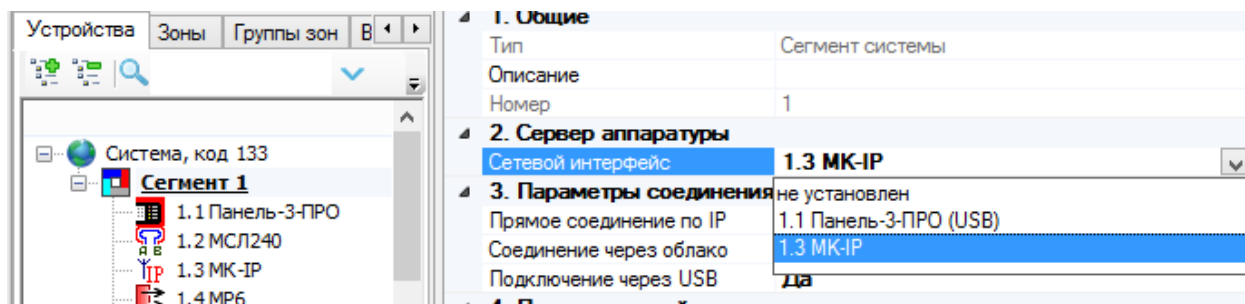 Устройства Зоны Группы зон В
Система, код 133
Сегмент 1
1.1 Панель-3-ПРО
1.2 МСЛ240
1.3 МК-IP
1.4 МР6
1. Общие
Тип Сегмент системы
Описание
Номер 1
2. Сервер аппаратуры
Сетевой интерфейс 1.3 МК-IP
3. Параметры соединения
не установлен
Прямое соединение по IP
1.1 Панель-3-ПРО (USB)
Соединение через облако
1.3 МК-IP
Подключение через USB Да